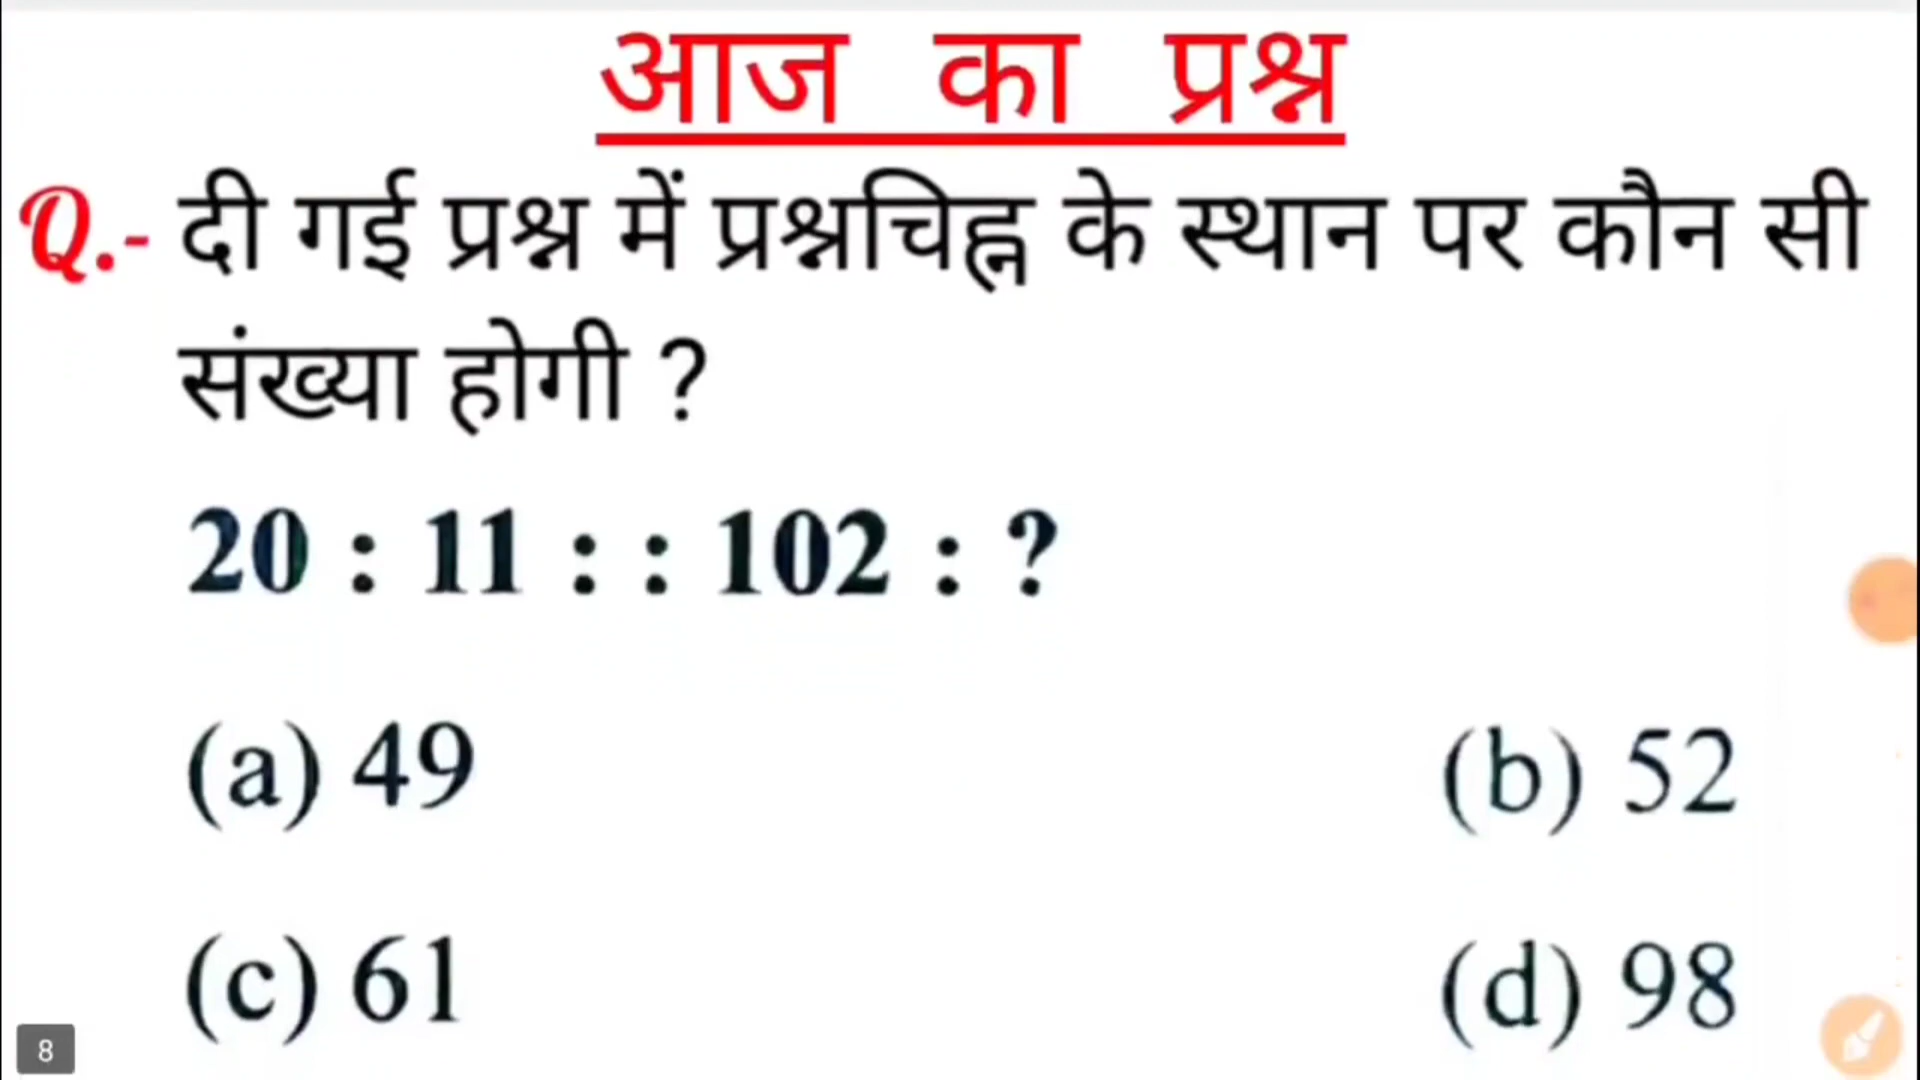 आज का प्रश्न
Q.- दी गई प्रश्न में प्रश्नचिह्न के स्थान पर कौन सी
संख्या होगी ?
20 : 11 : : 102 : ?
(a) 49
(b) 52
(c) 61
(d) 98
8